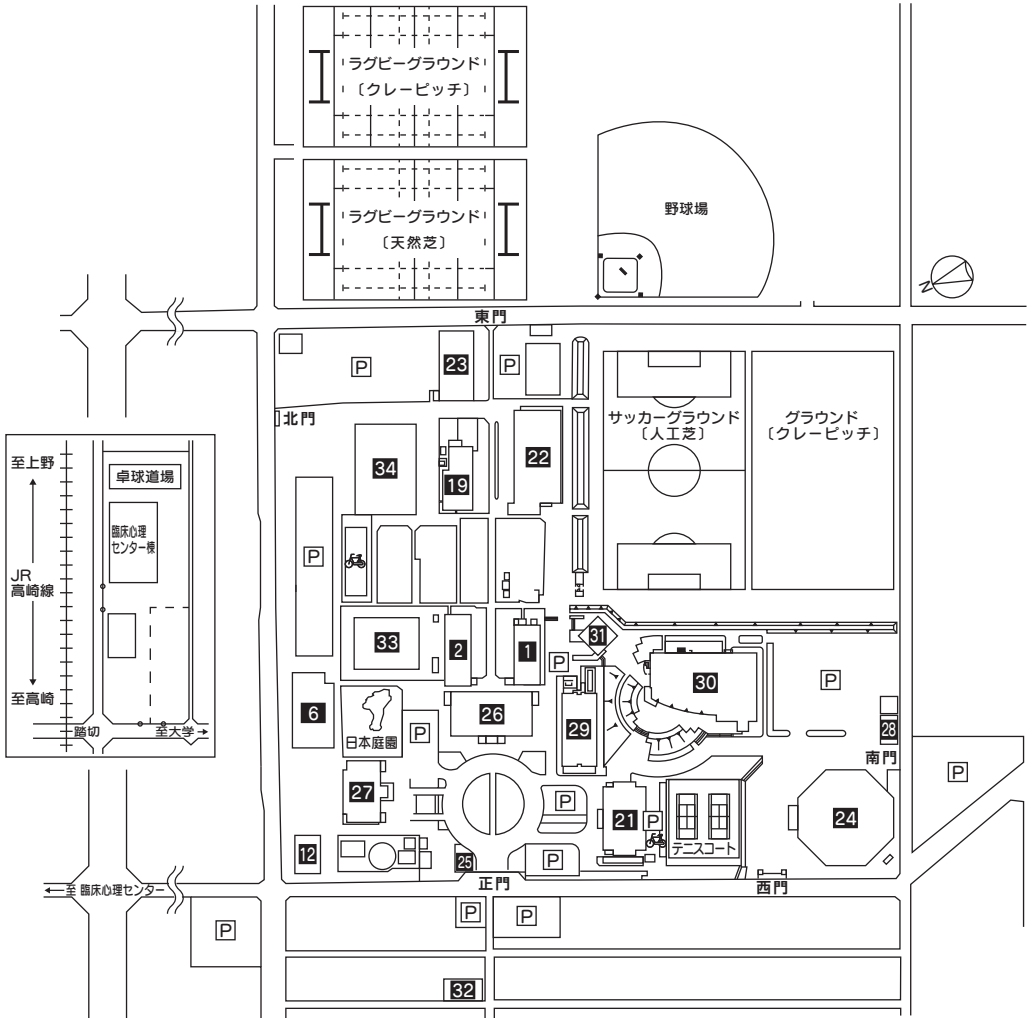 ラグビーグラウンド
〔クレーピッチ〕
ラグビーグラウンド
〔天然芝〕
野球場
N
東門
P
23
P
北門
サッカーグラウンド
〔人工芝〕
グラウンド
〔クレーピッチ〕
34
19
22
至上野
卓球道場
臨床心理
センター棟
JR
高崎線
至高崎
踏切
至大学→
P
33
2
1
31
P
30
P
6
日本庭園
P
26
29
28
南門
P
27
P
21
P
テニスコート
24
12
25
正門
P
西門
←至 臨床心理センター
P
P
P
32